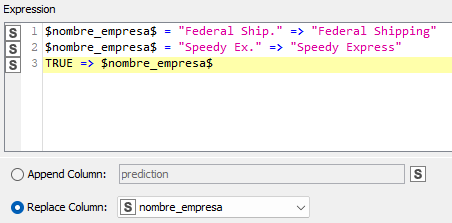 Expression
S 1 $nombre_empresa$ = "Federal Ship." => "Federal Shipping"
S 2 $nombre_empresa$ = "Speedy Ex." => "Speedy Express"
S 3 TRUE => $nombre_empresa$
Append Column: prediction S
Replace Column: S nombre_empresa